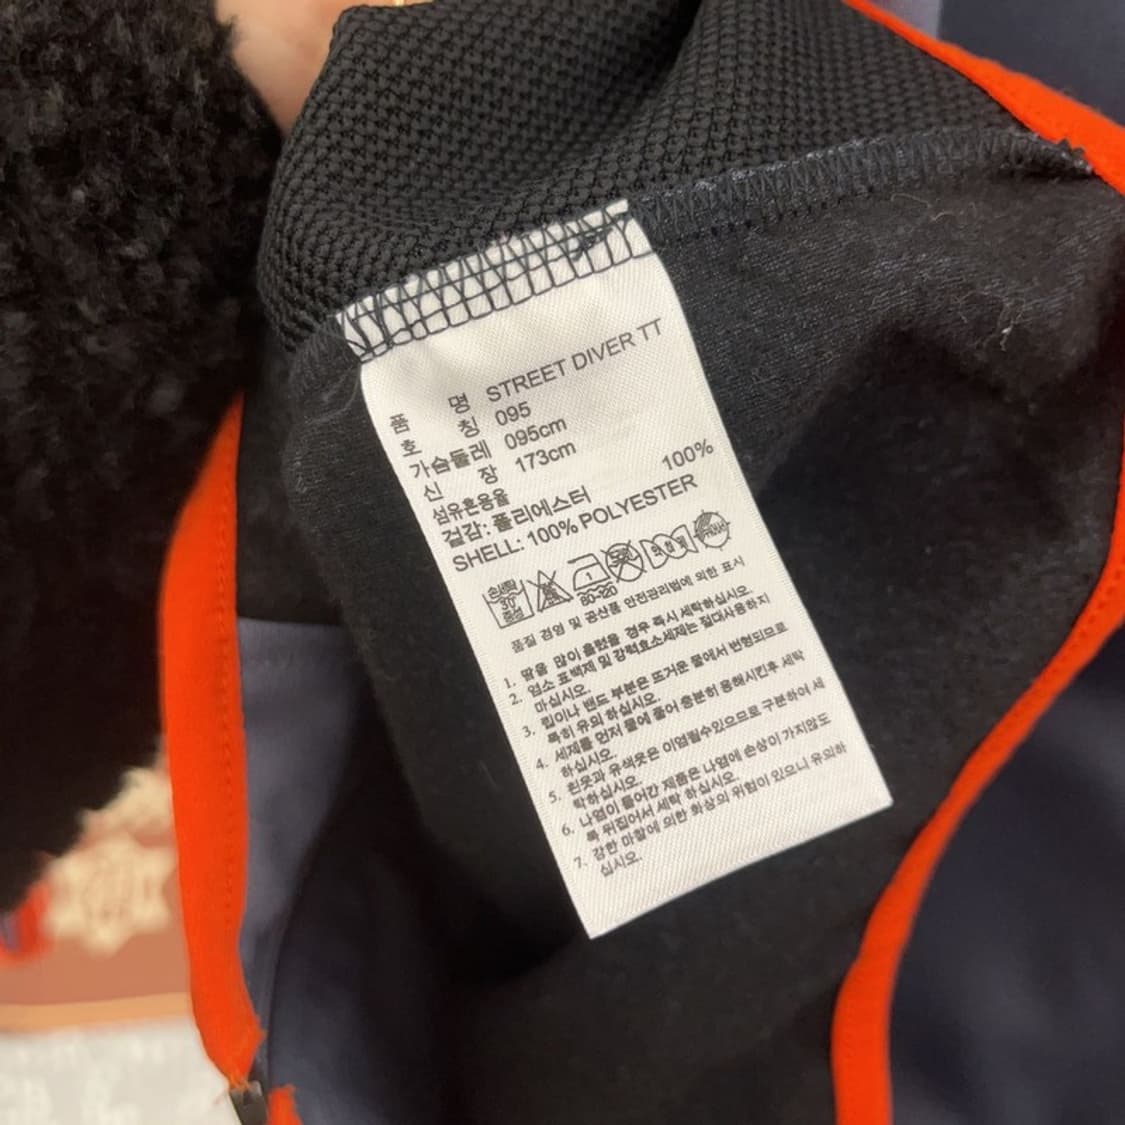 품 명 STREET DIVER TT
호 칭 095
가슴둘레 095cm
신 장 173cm
섬유혼용율
겉감: 폴리에스터 100%
SHELL: 100% POLYESTER
손세탁 30° 중성
80~120
품질 경영 및 공산품 안전관리법에 의한 표시
1. 땀을 많이 흘렸을 경우 즉시 세탁하십시오.
2. 염소 표백제 및 강력효소세제는 절대사용하지
마십시오.
3. 립이나 밴드 부분은 뜨거운 물에서 변형되므로
특히 유의 하십시오.
4. 세제를 먼저 물에 풀어 충분히 용해시킨후 세탁
하십시오.
5. 흰옷과 유색옷은 이염될수있으므로 구분하여 세
탁하십시오.
6. 나염이 들어간 제품은 나염에 손상이 가지않도
록 뒤집어서 세탁 하십시오.
7. 강한 마찰에 의한 화상의 위험이 있으니 유의하
십시오.